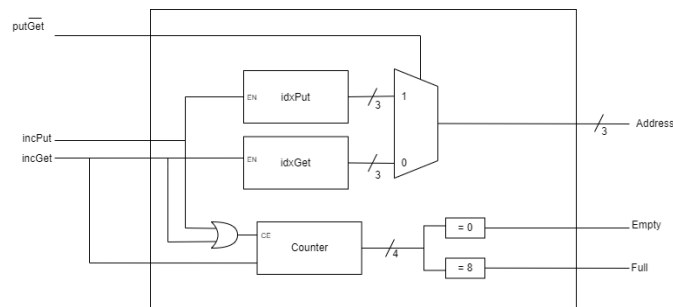 putG̅e̅t̅
EN
idxPut
3
1
incPut
incGet
EN
idxGet
3
0
3
Address
CE
Counter
4
= 0
Empty
= 8
Full